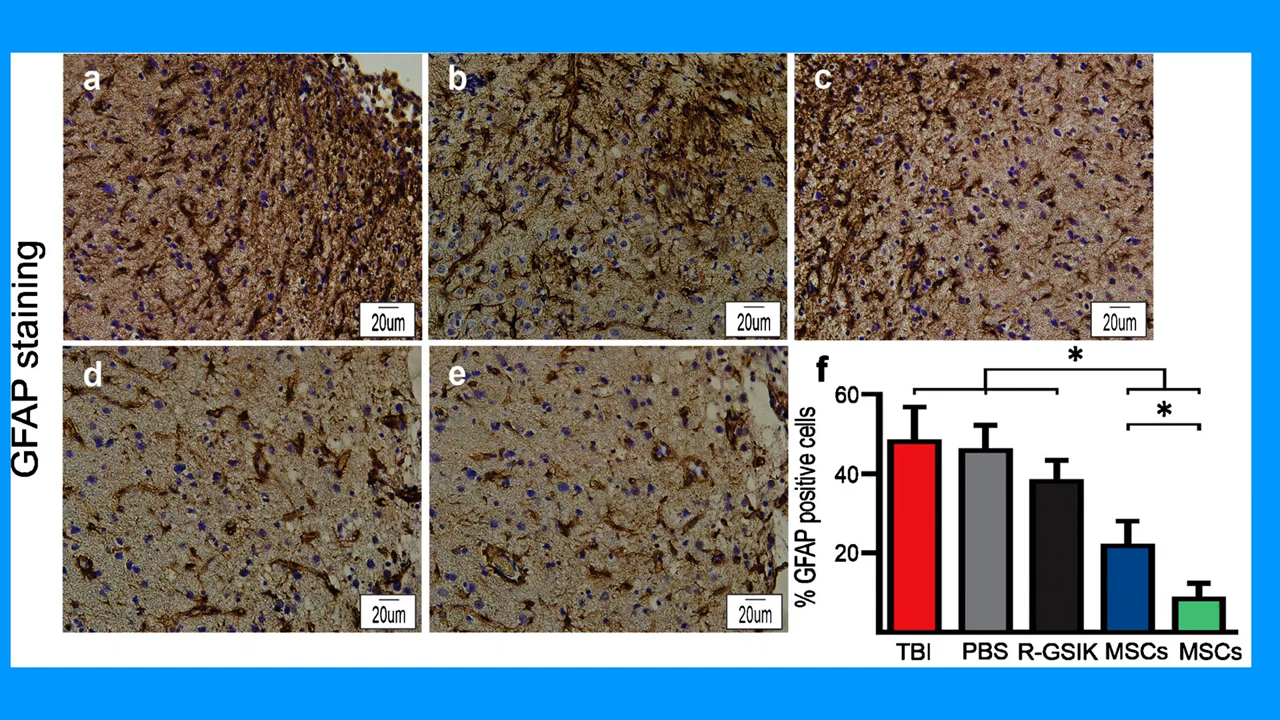 GFAP staining
a
20um
b
20um
c
20um
d
20um
e
20um
f
*
*
% GFAP positive cells
60
40
20
TBI PBS R-GSIK MSCs MSCs